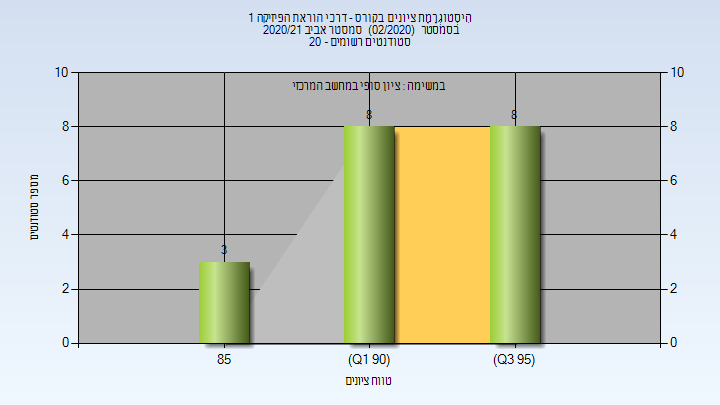 היסטוגרמת ציונים בקורס - דרכי הוראת הפיזיקה 1
בסמסטר (02/2020) סמסטר אביב 2020/21
סטודנטים רשומים - 20
במשימה : ציון סופי במחשב המרכזי
10 10
8 8
6 6
4 4
2 2
0 0
8 8
3
מספר סטודנטים
85 (Q1 90) (Q3 95)
טווח ציונים